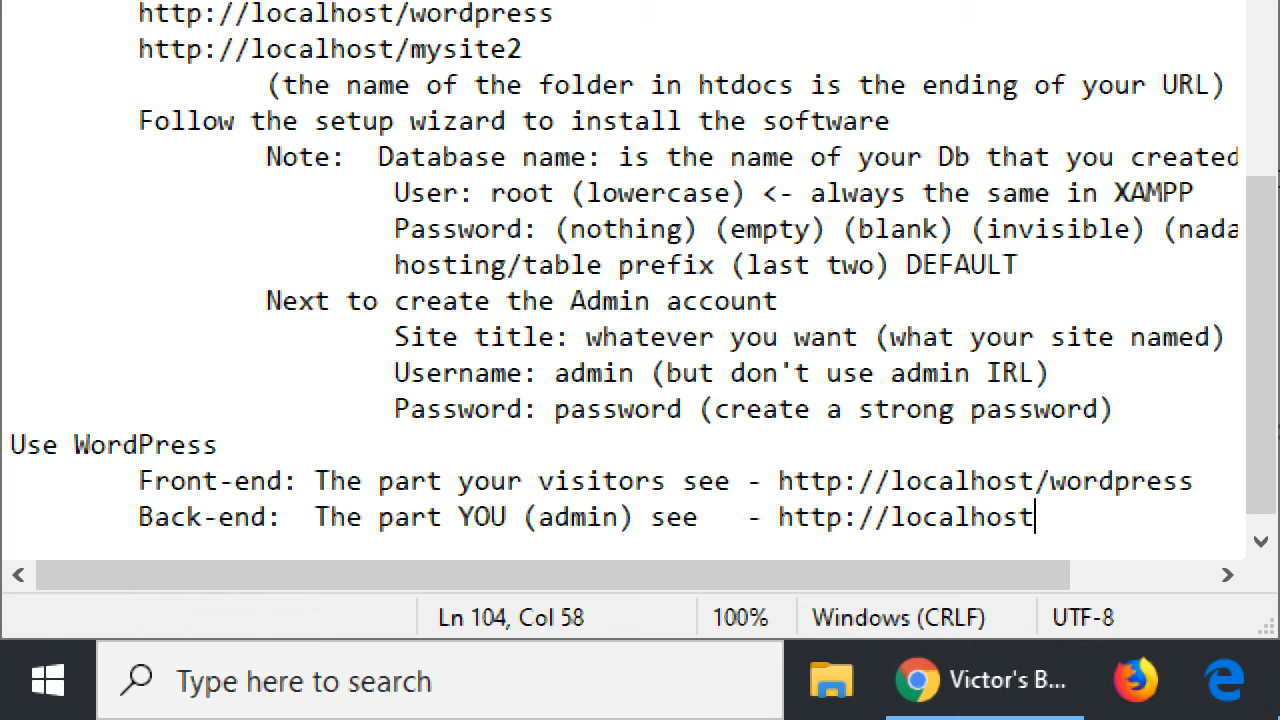 http://localhost/wordpress
http://localhost/mysite2
(the name of the folder in htdocs is the ending of your URL)
Follow the setup wizard to install the software
Note:  Database name: is the name of your Db that you created
User: root (lowercase) <- always the same in XAMPP
Password: (nothing) (empty) (blank) (invisible) (nada
hosting/table prefix (last two) DEFAULT
Next to create the Admin account
Site title: whatever you want (what your site named)
Username: admin (but don't use admin IRL)
Password: password (create a strong password)
Use WordPress
Front-end: The part your visitors see - http://localhost/wordpress
Back-end:  The part YOU (admin) see   - http://localhost
Ln 104, Col 58 100% Windows (CRLF) UTF-8
Type here to search Victor's B...